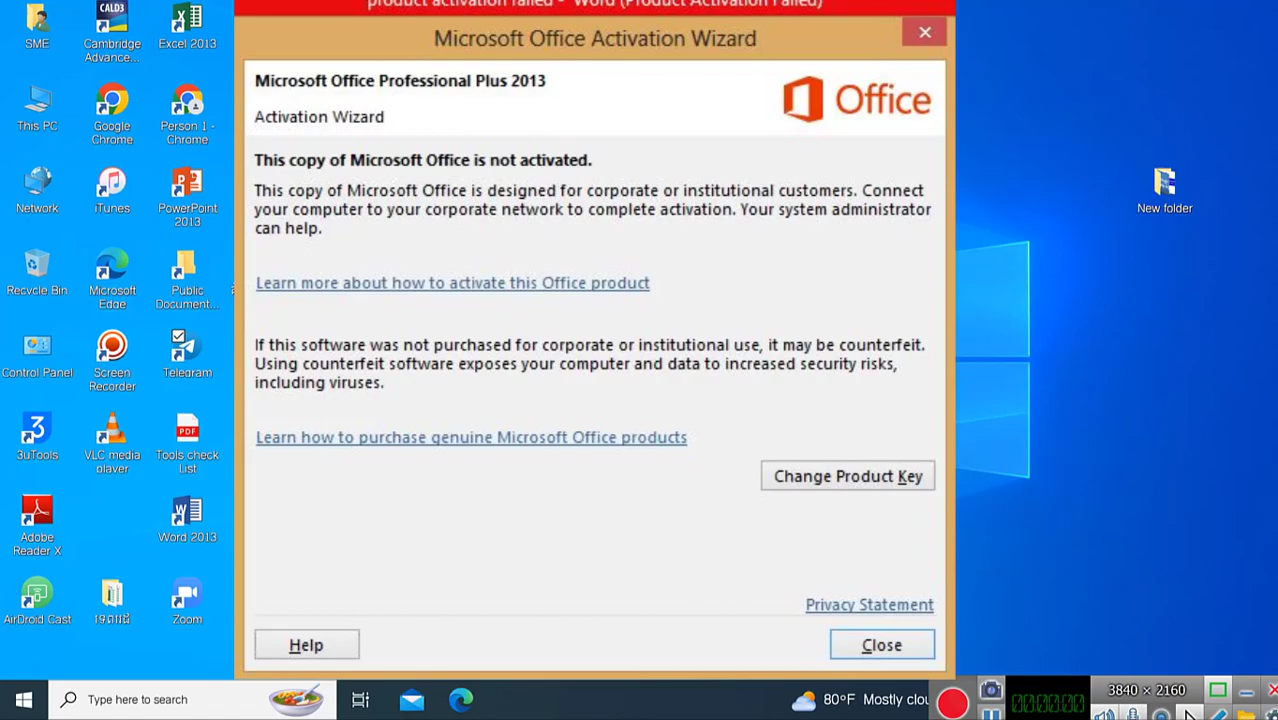 product activation failed - Word (Product Activation Failed)
Microsoft Office Activation Wizard
Microsoft Office Professional Plus 2013
Activation Wizard
Office
This copy of Microsoft Office is not activated.
This copy of Microsoft Office is designed for corporate or institutional customers. Connect
your computer to your corporate network to complete activation. Your system administrator
can help.
Learn more about how to activate this Office product
If this software was not purchased for corporate or institutional use, it may be counterfeit.
Using counterfeit software exposes your computer and data to increased security risks,
including viruses.
Learn how to purchase genuine Microsoft Office products
Change Product Key
Privacy Statement
Help
Close
SME
Cambridge
Advance...
Excel 2013
This PC
Google
Chrome
Person 1 -
Chrome
Network
iTunes
PowerPoint
2013
Recycle Bin
Microsoft
Edge
Public
Document...
Control Panel
Screen
Recorder
Telegram
3uTools
VLC media
player
Tools check
List
Adobe
Reader X
Word 2013
AirDroid Cast
Zoom
New folder
CALD3
PDF
Type here to search
80°F Mostly clou
00:00:00
3840 × 2160